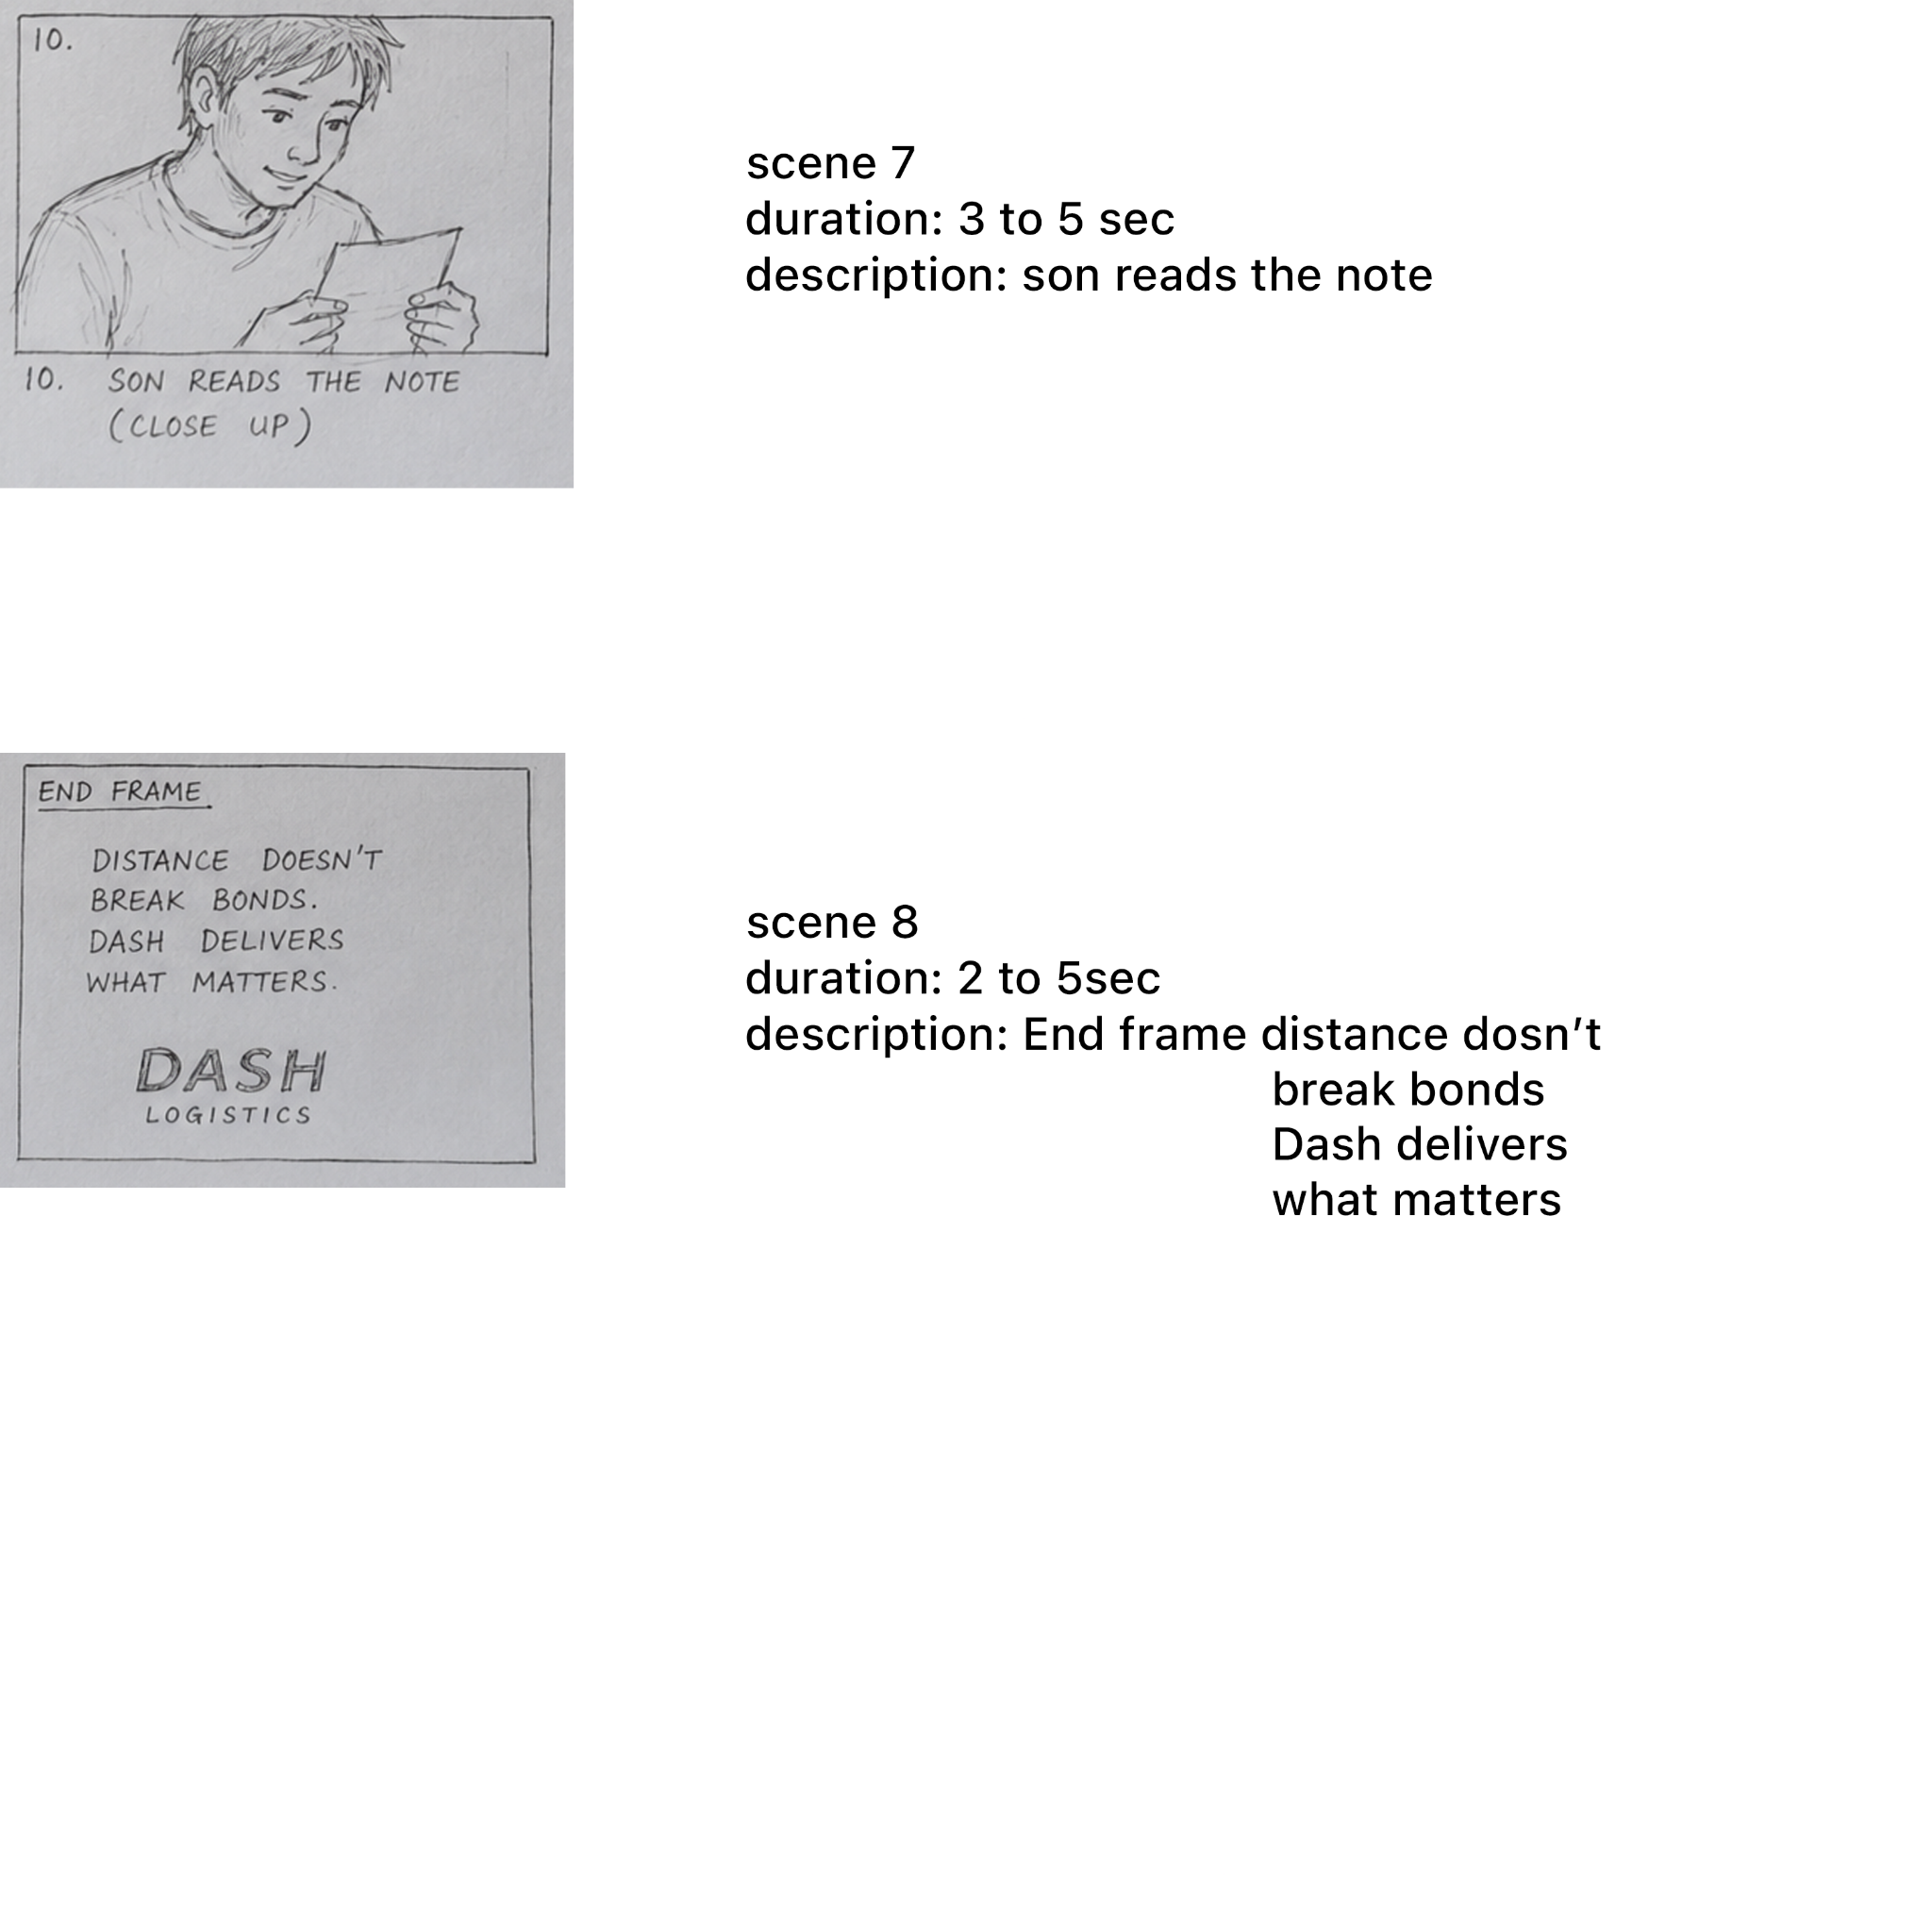 10.
10. SON READS THE NOTE
(CLOSE UP)
scene 7
duration: 3 to 5 sec
description: son reads the note
END FRAME
DISTANCE DOESN'T
BREAK BONDS.
DASH DELIVERS
WHAT MATTERS.
DASH
LOGISTICS
scene 8
duration: 2 to 5sec
description: End frame distance dosn’t
break bonds
Dash delivers
what matters